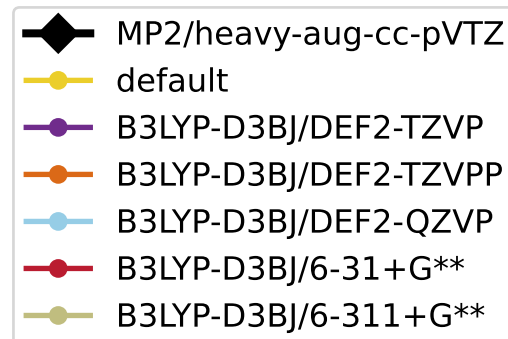 MP2/heavy-aug-cc-pVTZ
default
B3LYP-D3BJ/DEF2-TZVP
B3LYP-D3BJ/DEF2-TZVPP
B3LYP-D3BJ/DEF2-QZVP
B3LYP-D3BJ/6-31+G**
B3LYP-D3BJ/6-311+G**